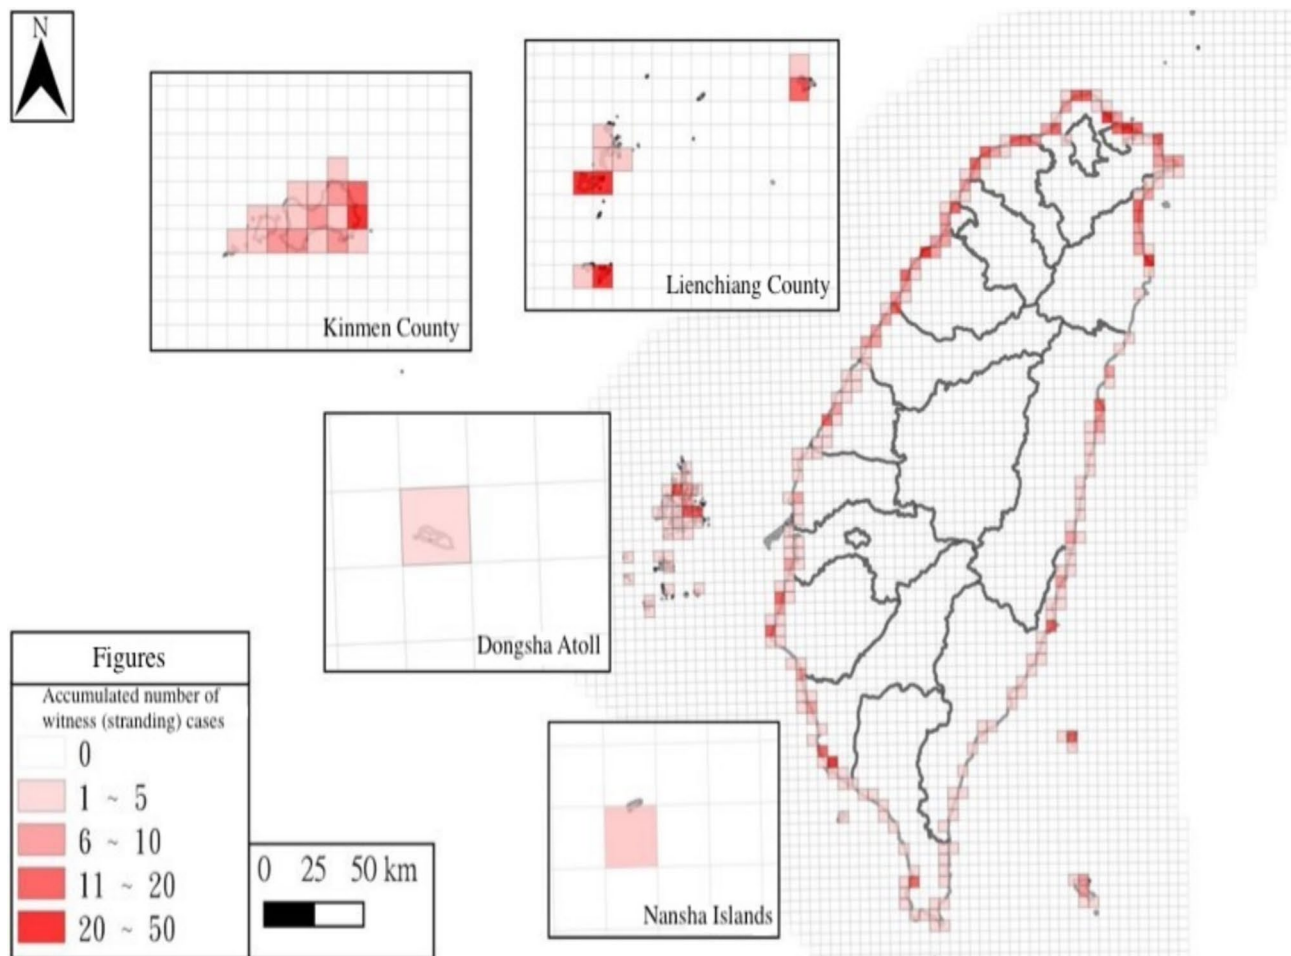 N
Kinmen County
Lienchiang County
Dongsha Atoll
Nansha Islands
Figures
Accumulated number of
witness (stranding) cases
0
1 ~ 5
6 ~ 10
11 ~ 20
20 ~ 50
0 25 50 km